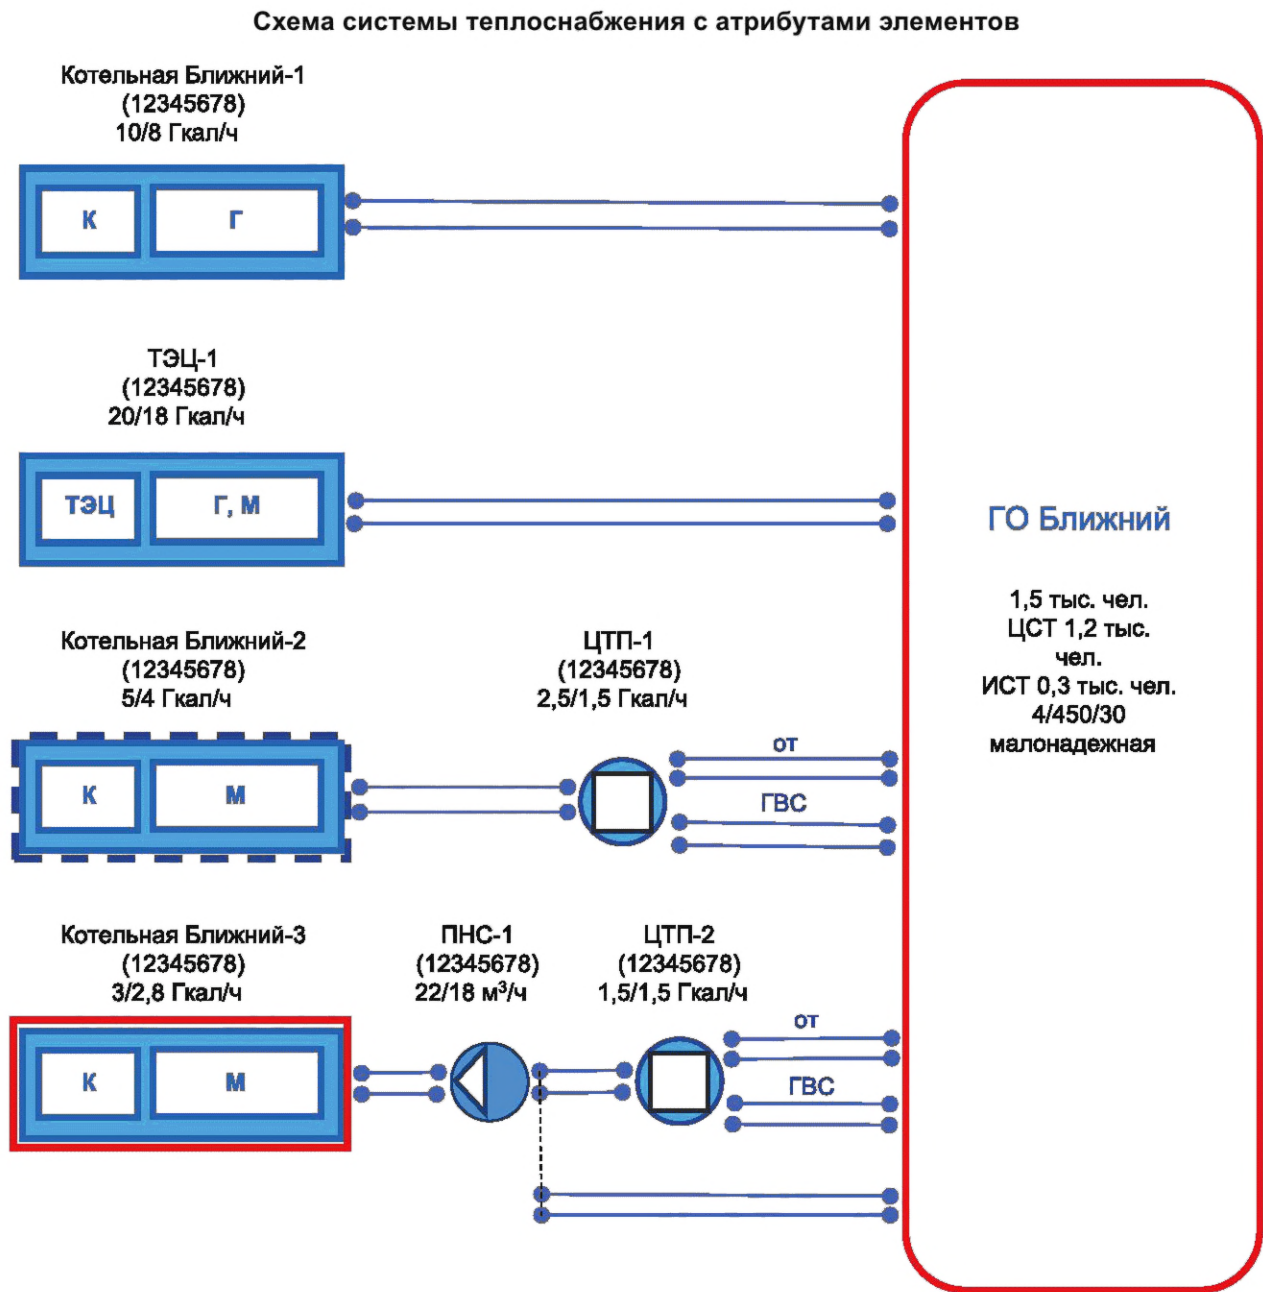 Схема системы теплоснабжения с атрибутами элементов
Котельная Ближний-1
(12345678)
10/8 Гкал/ч
К
Г
ТЭЦ-1
(12345678)
20/18 Гкал/ч
ТЭЦ
Г, М
Котельная Ближний-2
(12345678)
5/4 Гкал/ч
К
М
ЦТП-1
(12345678)
2,5/1,5 Гкал/ч
от
ГВС
Котельная Ближний-3
(12345678)
3/2,8 Гкал/ч
К
М
ПНС-1
(12345678)
22/18 м³/ч
ЦТП-2
(12345678)
1,5/1,5 Гкал/ч
от
ГВС
ГО Ближний
1,5 тыс. чел.
ЦСТ 1,2 тыс.
чел.
ИСТ 0,3 тыс. чел.
4/450/30
малонадежная